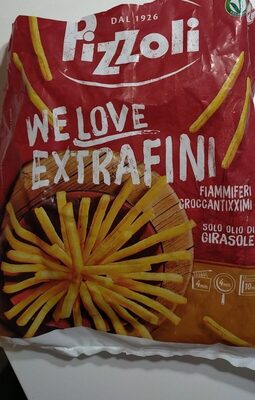 DAL 1926
Pizzoli
WE LOVE
EXTRAFINI
FIAMMIFERI
CROCCANTIXXIMI
SOLO OLIO DI
GIRASOLE